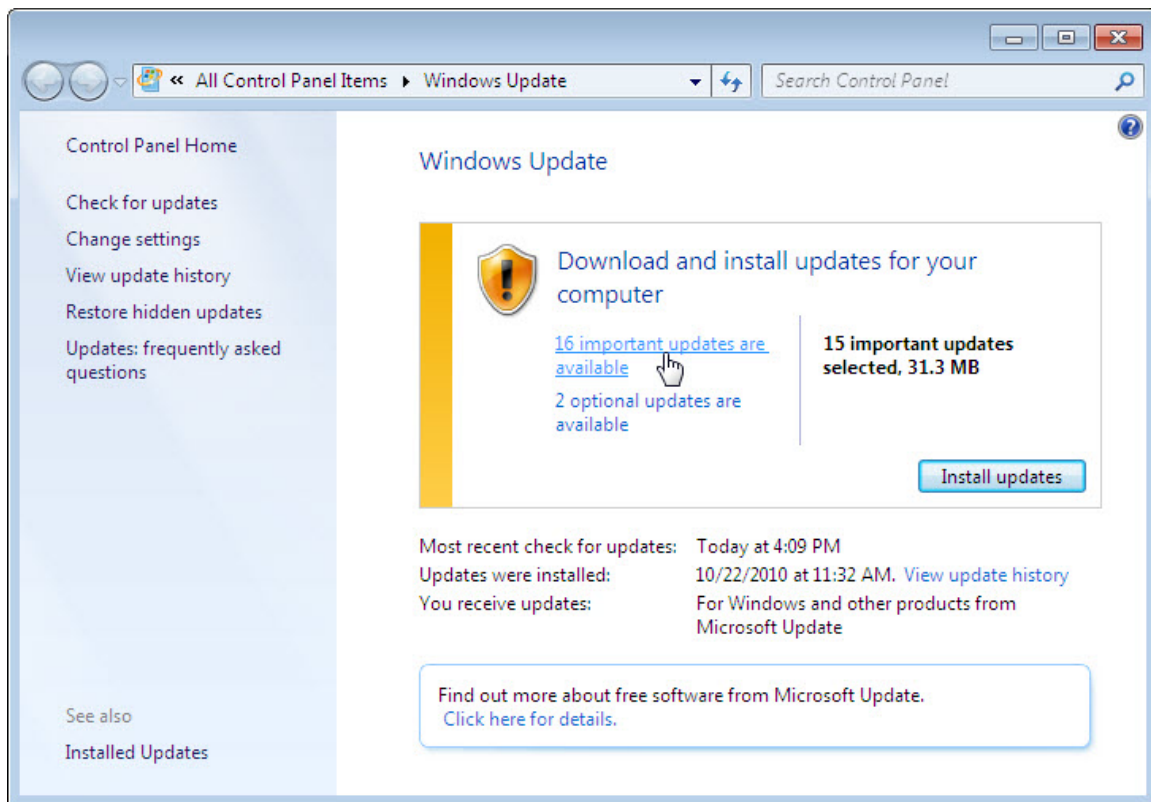 « All Control Panel Items ▸ Windows Update
Search Control Panel
Control Panel Home
Check for updates
Change settings
View update history
Restore hidden updates
Updates: frequently asked
questions
See also
Installed Updates
Windows Update
Download and install updates for your
computer
16 important updates are
available
2 optional updates are
available
15 important updates
selected, 31.3 MB
Install updates
Most recent check for updates: Today at 4:09 PM
Updates were installed: 10/22/2010 at 11:32 AM. View update history
You receive updates: For Windows and other products from
Microsoft Update
Find out more about free software from Microsoft Update.
Click here for details.